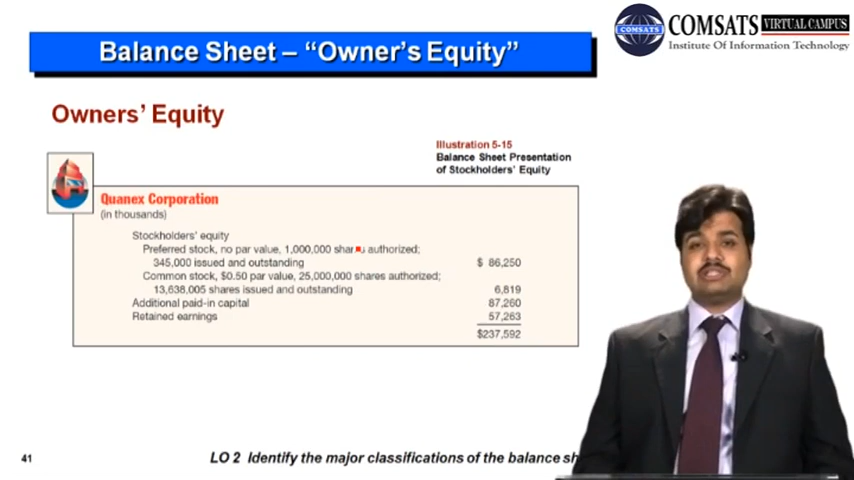 COMSATS VIRTUAL CAMPUS
COMSATS
Institute Of Information Technology
Balance Sheet – “Owner’s Equity”
Owners’ Equity
Illustration 5-15
Balance Sheet Presentation
of Stockholders’ Equity
Quanex Corporation
(in thousands)
Stockholders’ equity
Preferred stock, no par value, 1,000,000 authorized;
345,000 issued and outstanding $ 86,250
Common stock, $0.50 par value, 25,000,000 shares authorized;
13,638,005 shares issued and outstanding 6,819
Additional paid-in capital 87,260
Retained earnings 57,263
$237,592
41
LO 2 Identify the major classifications of the balance